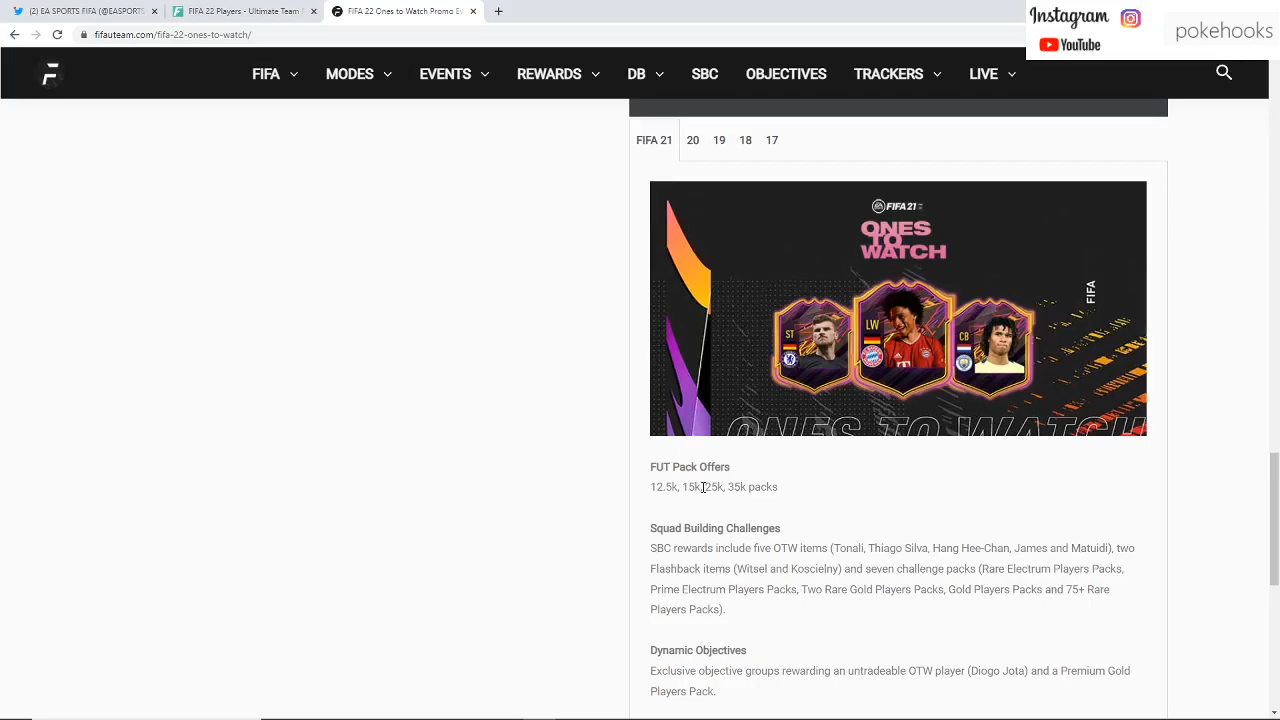 (2) EA SPORTS FIFA (@EASPORTS
FIFA 22 Players - Ultimate Team
FIFA 22 Ones to Watch Promo Ev
Instagram
YouTube
pokehooks
fifauteam.com/fifa-22-ones-to-watch/
FIFA MODES EVENTS REWARDS DB SBC OBJECTIVES TRACKERS LIVE
FIFA 21 20 19 18 17
EA SPORTS FIFA 21
ONES
TO
WATCH
FIFA
ST
LW
CB
ONES TO WATCH
FUT Pack Offers
12.5k, 15k, 25k, 35k packs
Squad Building Challenges
SBC rewards include five OTW items (Tonali, Thiago Silva, Hang Hee-Chan, James and Matuidi), two
Flashback items (Witsel and Koscielny) and seven challenge packs (Rare Electrum Players Packs,
Prime Electrum Players Packs, Two Rare Gold Players Packs, Gold Players Packs and 75+ Rare
Players Packs).
Dynamic Objectives
Exclusive objective groups rewarding an untradeable OTW player (Diogo Jota) and a Premium Gold
Players Pack.